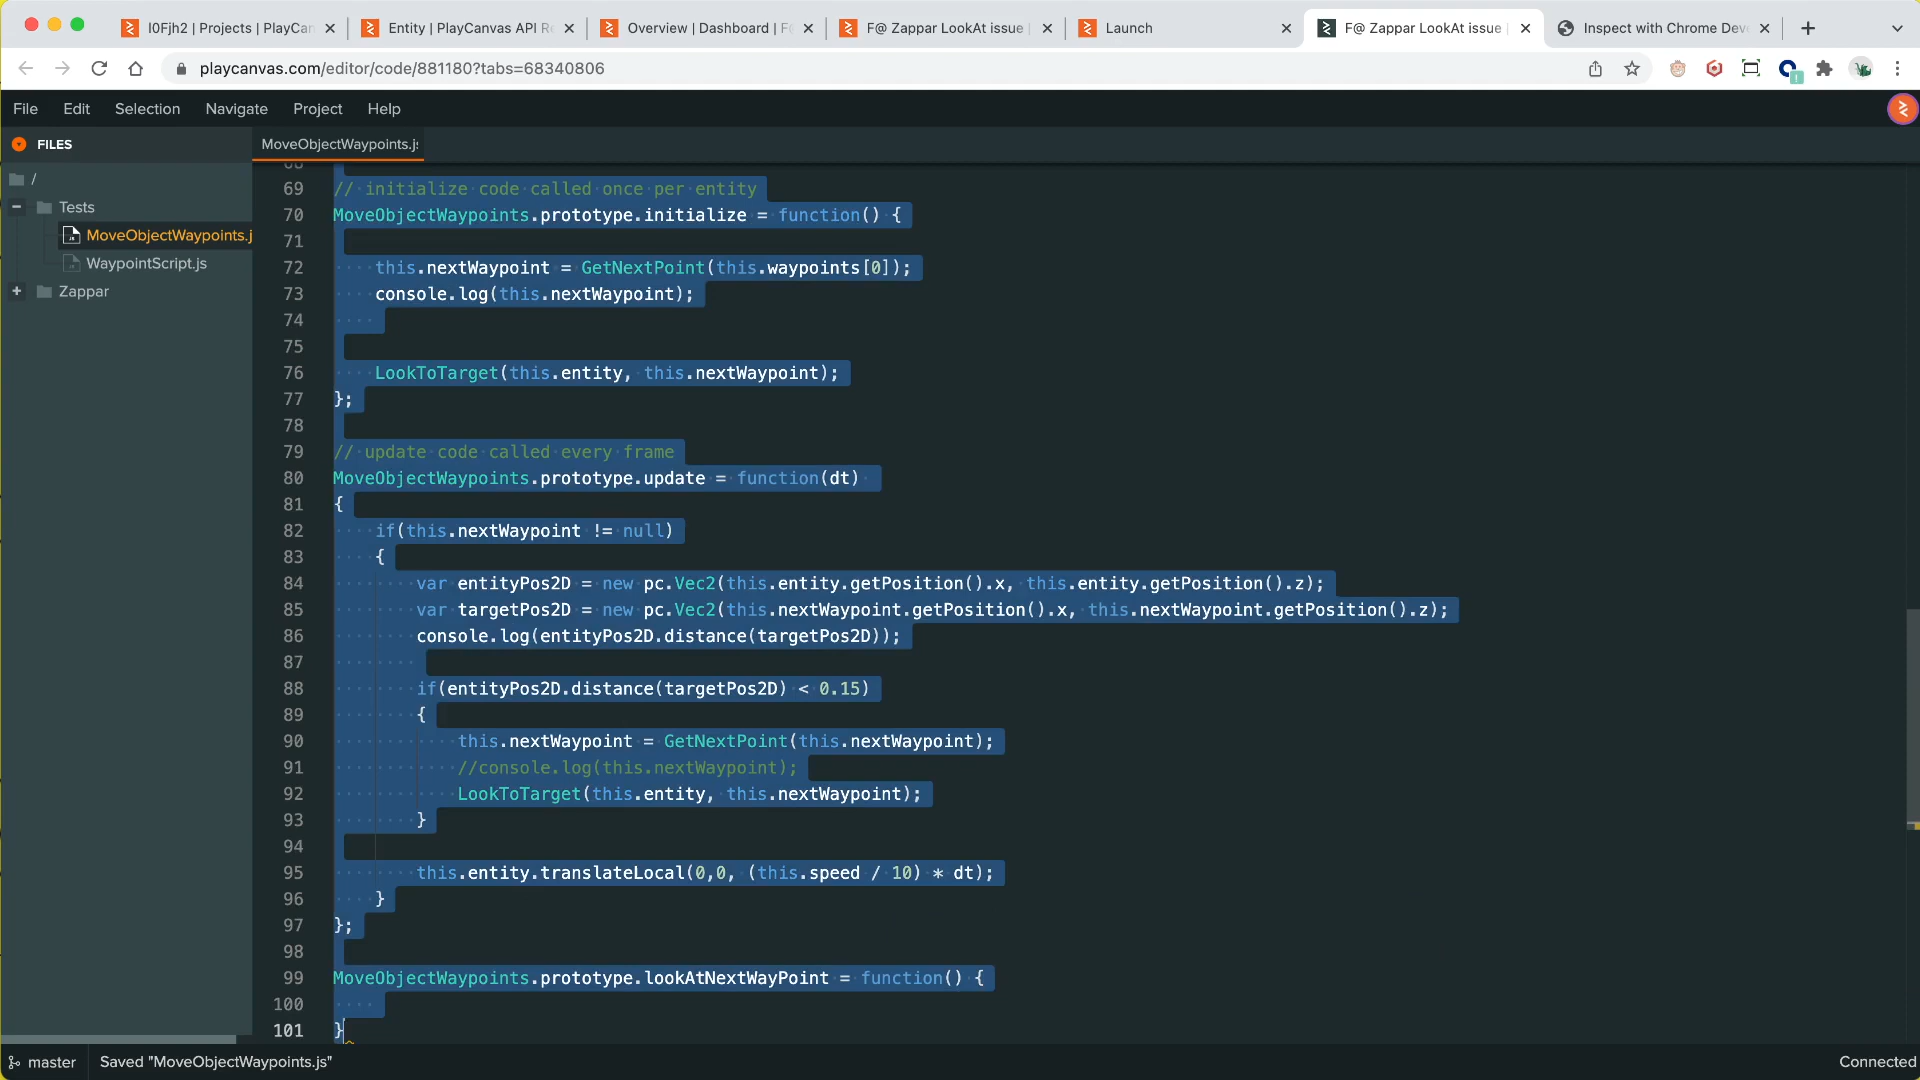 I0Fjh2 | Projects | PlayCan
Entity | PlayCanvas API Re
Overview | Dashboard | F@
F@ Zappar LookAt issue |
Launch
F@ Zappar LookAt issue |
Inspect with Chrome Deve
playcanvas.com/editor/code/881180?tabs=68340806
File Edit Selection Navigate Project Help
FILES
MoveObjectWaypoints.js
/
Tests
MoveObjectWaypoints.j
WaypointScript.js
Zappar
68
69 // initialize code called once per entity
70 MoveObjectWaypoints.prototype.initialize = function() {
71
72 this.nextWaypoint = GetNextPoint(this.waypoints[0]);
73 console.log(this.nextWaypoint);
74
75
76 LookToTarget(this.entity, this.nextWaypoint);
77 };
78
79 // update code called every frame
80 MoveObjectWaypoints.prototype.update = function(dt)
81 {
82 if(this.nextWaypoint != null)
83 {
84 var entityPos2D = new pc.Vec2(this.entity.getPosition().x, this.entity.getPosition().z);
85 var targetPos2D = new pc.Vec2(this.nextWaypoint.getPosition().x, this.nextWaypoint.getPosition().z);
86 console.log(entityPos2D.distance(targetPos2D));
87
88 if(entityPos2D.distance(targetPos2D) < 0.15)
89 {
90 this.nextWaypoint = GetNextPoint(this.nextWaypoint);
91 //console.log(this.nextWaypoint);
92 LookToTarget(this.entity, this.nextWaypoint);
93 }
94
95 this.entity.translateLocal(0,0, (this.speed / 10) * dt);
96 }
97 };
98
99 MoveObjectWaypoints.prototype.lookAtNextWayPoint = function() {
100
101 }
master
Saved "MoveObjectWaypoints.js"
Connected